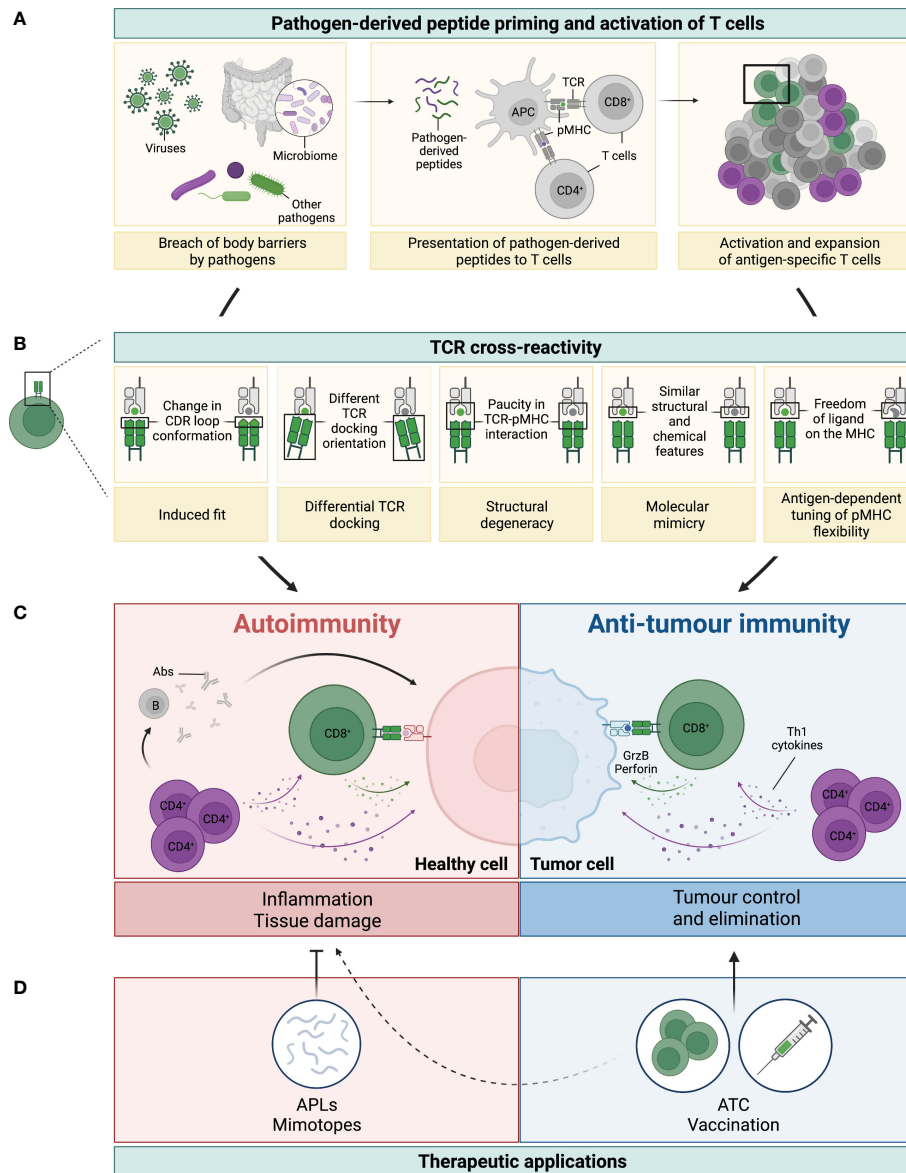 A
Pathogen-derived peptide priming and activation of T cells
Viruses
Microbiome
Other
pathogens
Breach of body barriers
by pathogens
Pathogen-
derived
peptides
APC
TCR
pMHC
CD8⁺
T cells
CD4⁺
Presentation of pathogen-derived
peptides to T cells
Activation and expansion
of antigen-specific T cells
B
TCR cross-reactivity
Change in
CDR loop
conformation
Induced fit
Different
TCR
docking
orientation
Differential TCR
docking
Paucity in
TCR-pMHC
interaction
Structural
degeneracy
Similar
structural
and
chemical
features
Molecular
mimicry
Freedom
of ligand
on the MHC
Antigen-dependent
tuning of pMHC
flexibility
C
Autoimmunity
Abs
B
CD8⁺
CD4⁺
CD4⁺
CD4⁺
Healthy cell
Inflammation
Tissue damage
Anti-tumour immunity
CD8⁺
GrzB
Perforin
Th1
cytokines
CD4⁺
CD4⁺
CD4⁺
Tumor cell
Tumour control
and elimination
D
APLs
Mimotopes
ATC
Vaccination
Therapeutic applications